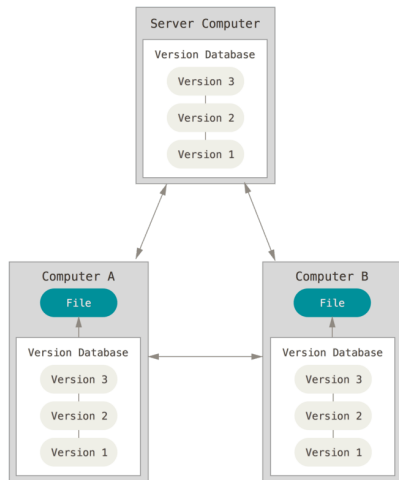 Server Computer
Version Database
Version 3
Version 2
Version 1
Computer A
File
Version Database
Version 3
Version 2
Version 1
Computer B
File
Version Database
Version 3
Version 2
Version 1